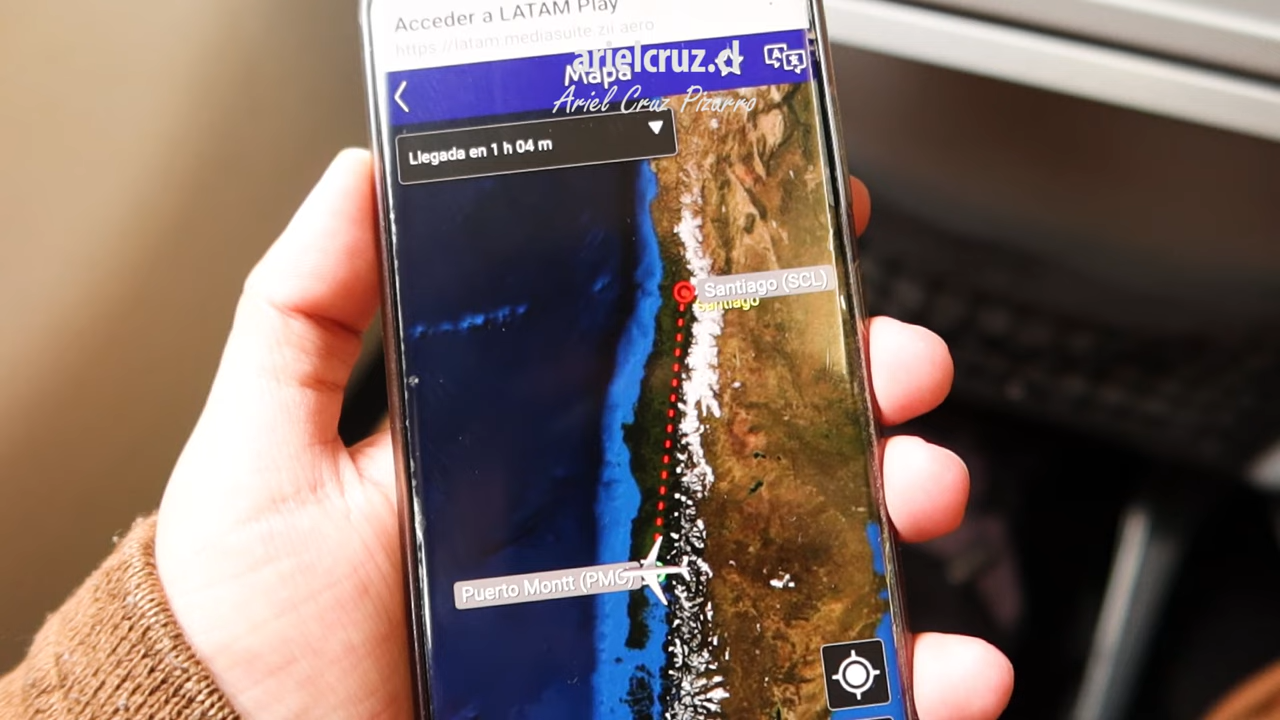 Acceder a LATAM Play
https://latam.mediasuite.zii.aero
arielcruz.cl
Mapa
Ariel Cruz Pizarro
Llegada en 1 h 04 m
Santiago (SCL)
Santiago
Puerto Montt (PMC)